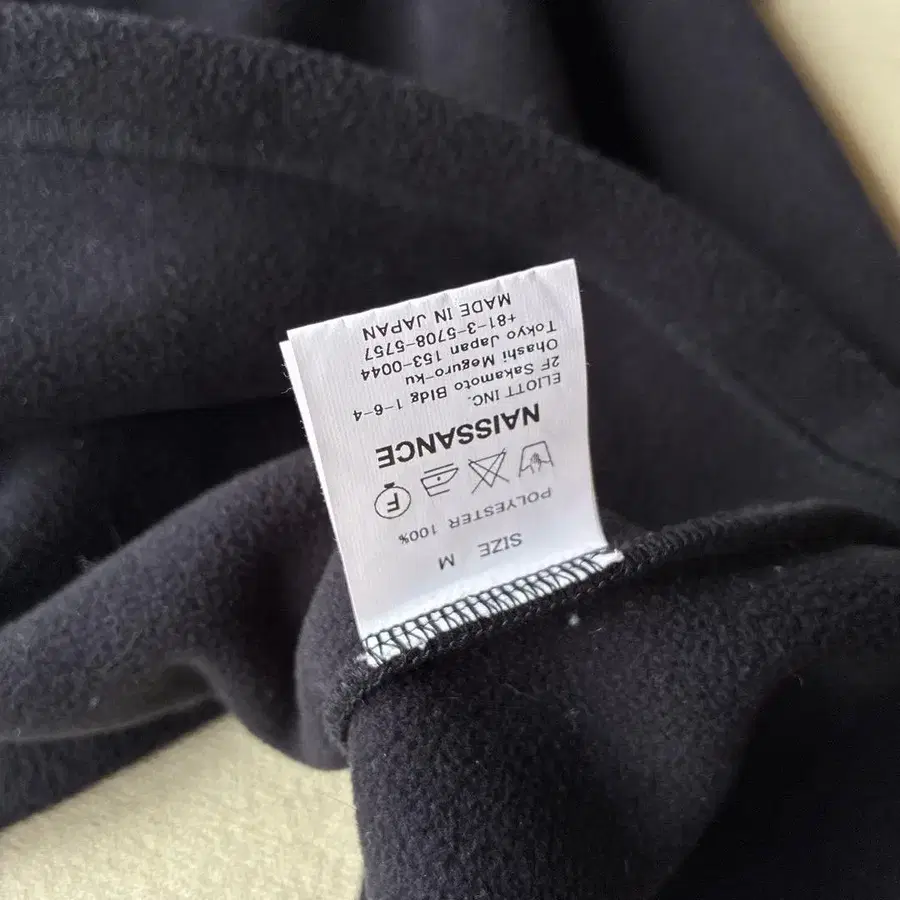 SIZE M
POLYESTER 100%
F
NAISSANCE
ELIOTT INC.
2F Sakamoto Bldg 1-6-4
Ohashi Meguro-ku
Tokyo Japan 153-0044
+81-3-5708-5757
MADE IN JAPAN